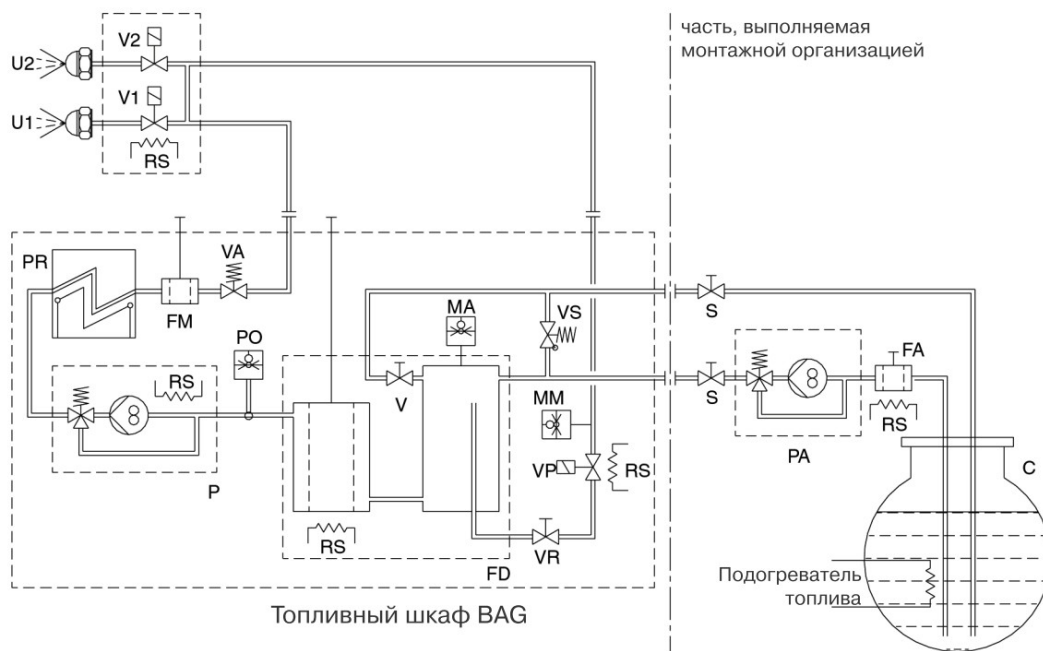 часть, выполняемая
монтажной организацией
V2
U2
V1
U1
RS
PR
VA
FM
PO
MA
VS
S
FA
RS
V
S
MM
RS
VP
RS
PA
C
P
RS
VR
FD
Подогреватель
топлива
Топливный шкаф BAG